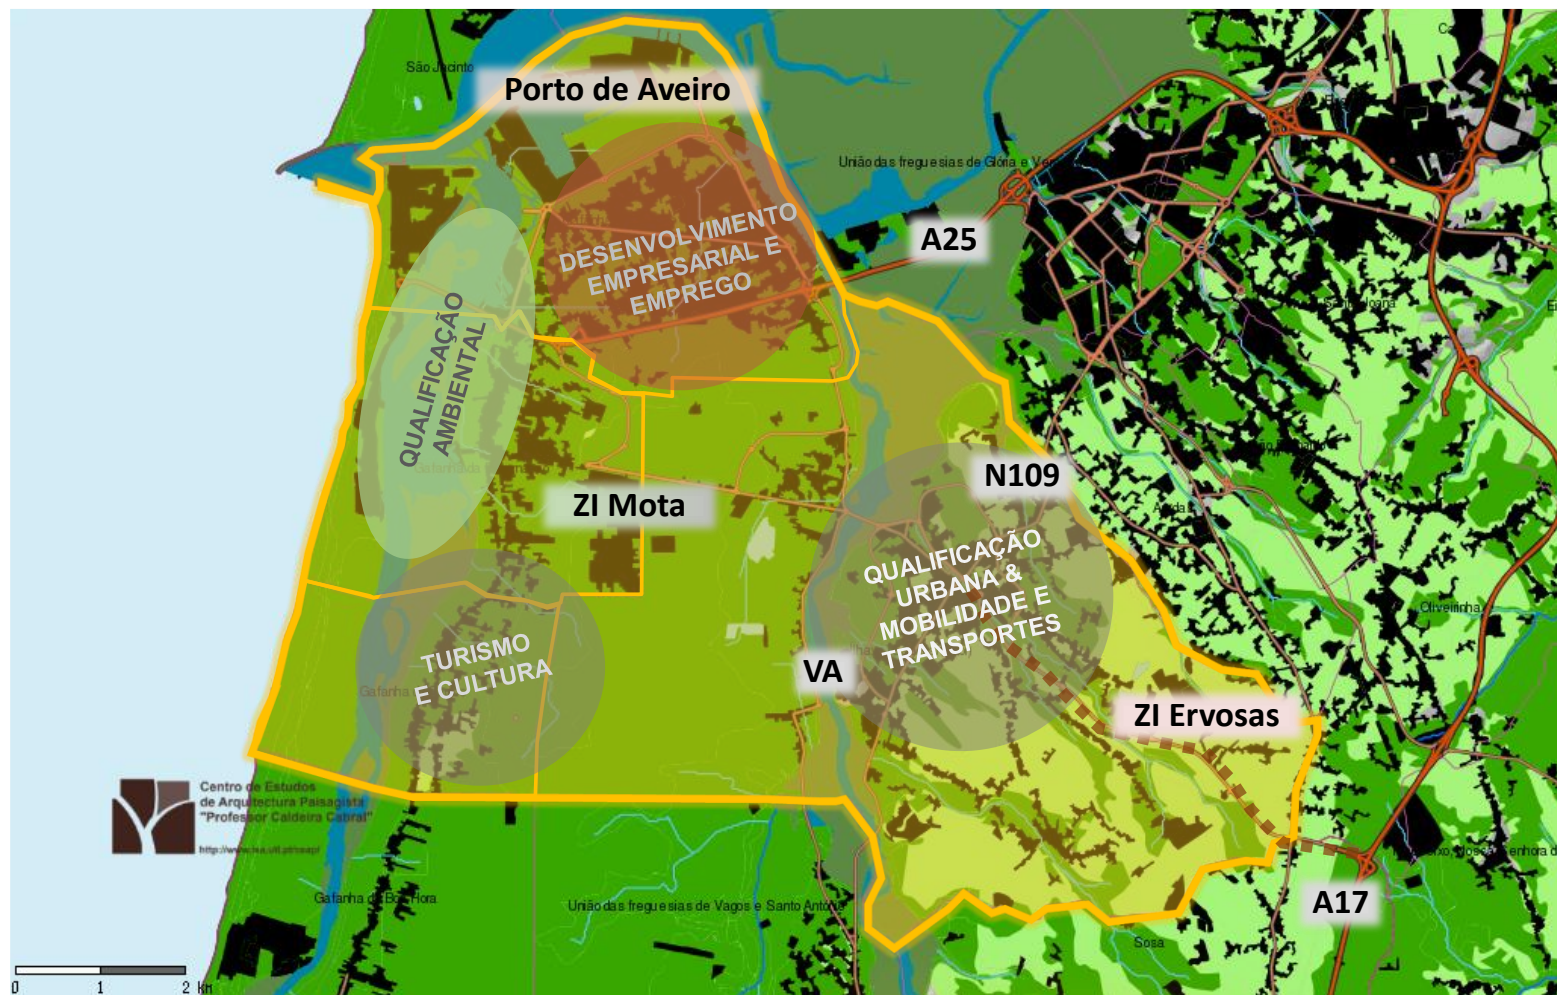 São Jacinto
Porto de Aveiro
União das freguesias de Glória e Ver
A25
DESENVOLVIMENTO
EMPRESARIAL E
EMPREGO
QUALIFICAÇÃO
AMBIENTAL
N109
ZI Mota
QUALIFICAÇÃO
URBANA &
MOBILIDADE E
TRANSPORTES
Oliveirinha
TURISMO
E CULTURA
Gafanha
VA
ZI Ervosas
Centro de Estudos
de Arquitectura Paisagista
"Professor Caldeira Cabral"
Gafanha da Boa Hora
União das freguesias de Vagos e Santo António
A17
Sosa
0 1 2 km